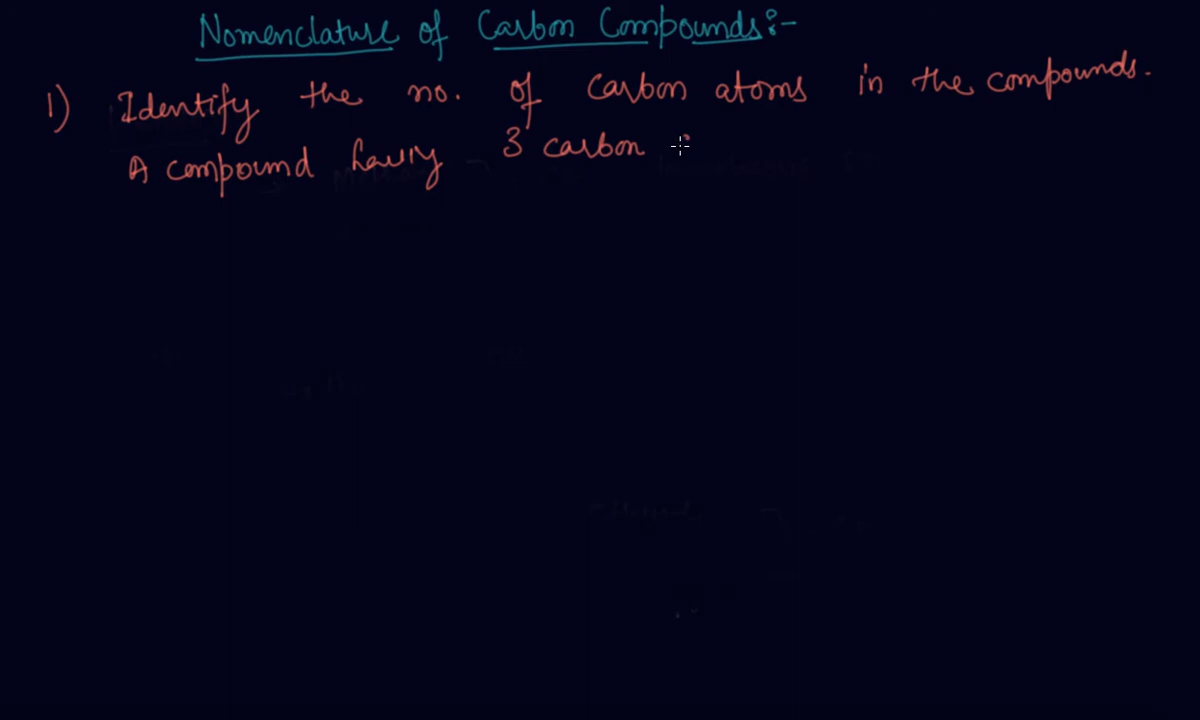 Nomenclature of Carbon Compounds:-
1) Identify the no. of carbon atoms in the compounds.
A compound having 3 carbon